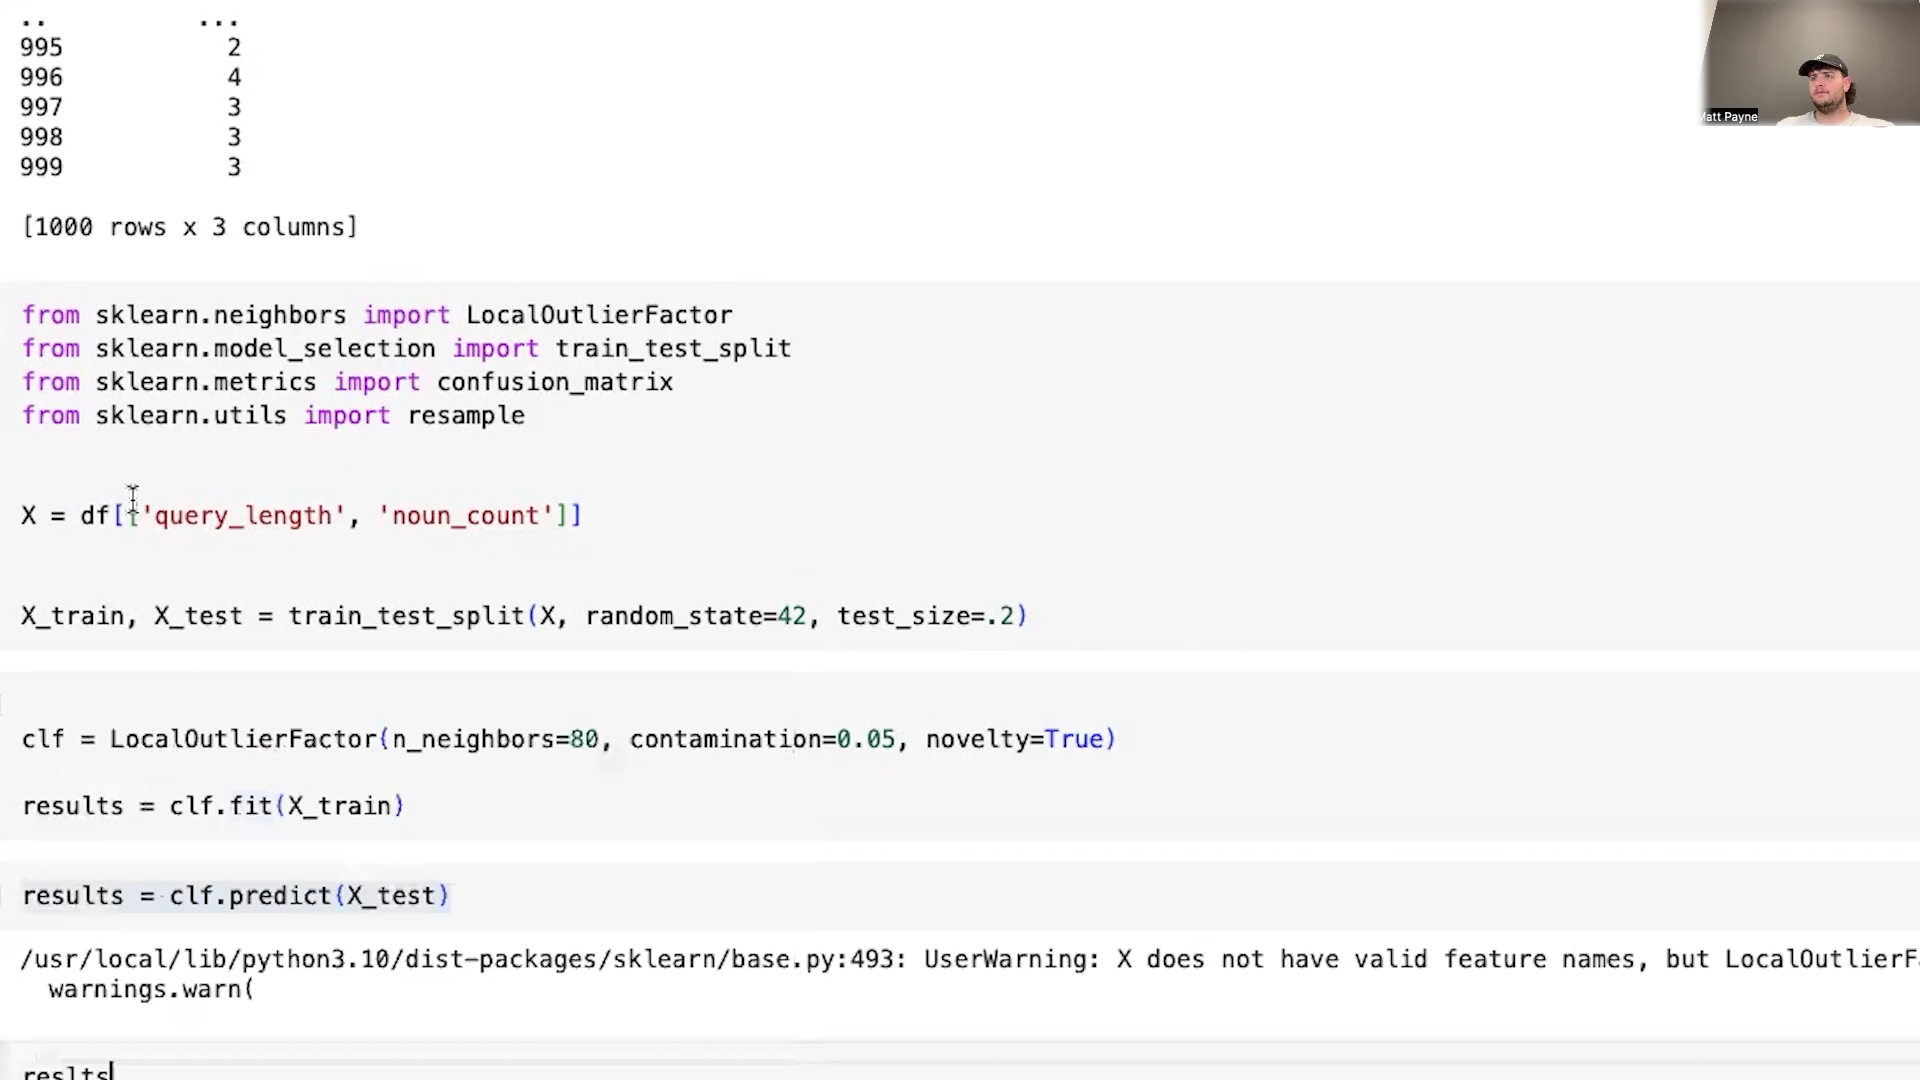 .. ...
995 2
996 4
997 3
998 3
999 3
[1000 rows x 3 columns]
Matt Payne
from sklearn.neighbors import LocalOutlierFactor
from sklearn.model_selection import train_test_split
from sklearn.metrics import confusion_matrix
from sklearn.utils import resample
X = df[['query_length', 'noun_count']]
X_train, X_test = train_test_split(X, random_state=42, test_size=.2)
clf = LocalOutlierFactor(n_neighbors=80, contamination=0.05, novelty=True)
results = clf.fit(X_train)
results = clf.predict(X_test)
/usr/local/lib/python3.10/dist-packages/sklearn/base.py:493: UserWarning: X does not have valid feature names, but LocalOutlierF
warnings.warn(
reslts